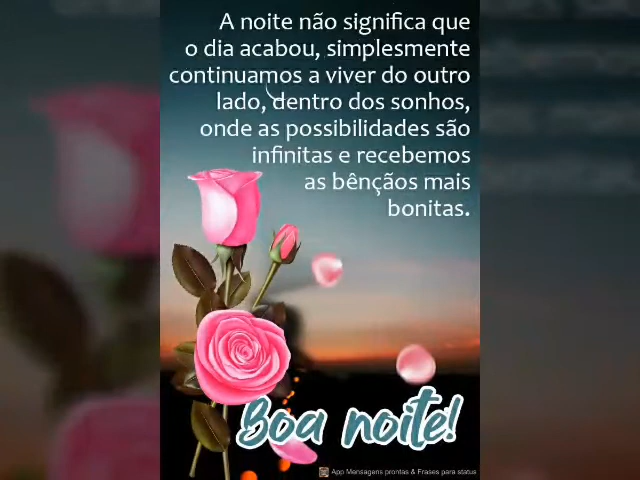 A noite não significa que
o dia acabou, simplesmente
continuamos a viver do outro
lado, dentro dos sonhos,
onde as possibilidades são
infinitas e recebemos
as bênçãos mais
bonitas.
Boa noite!
App Mensagens prontas & Frases para status